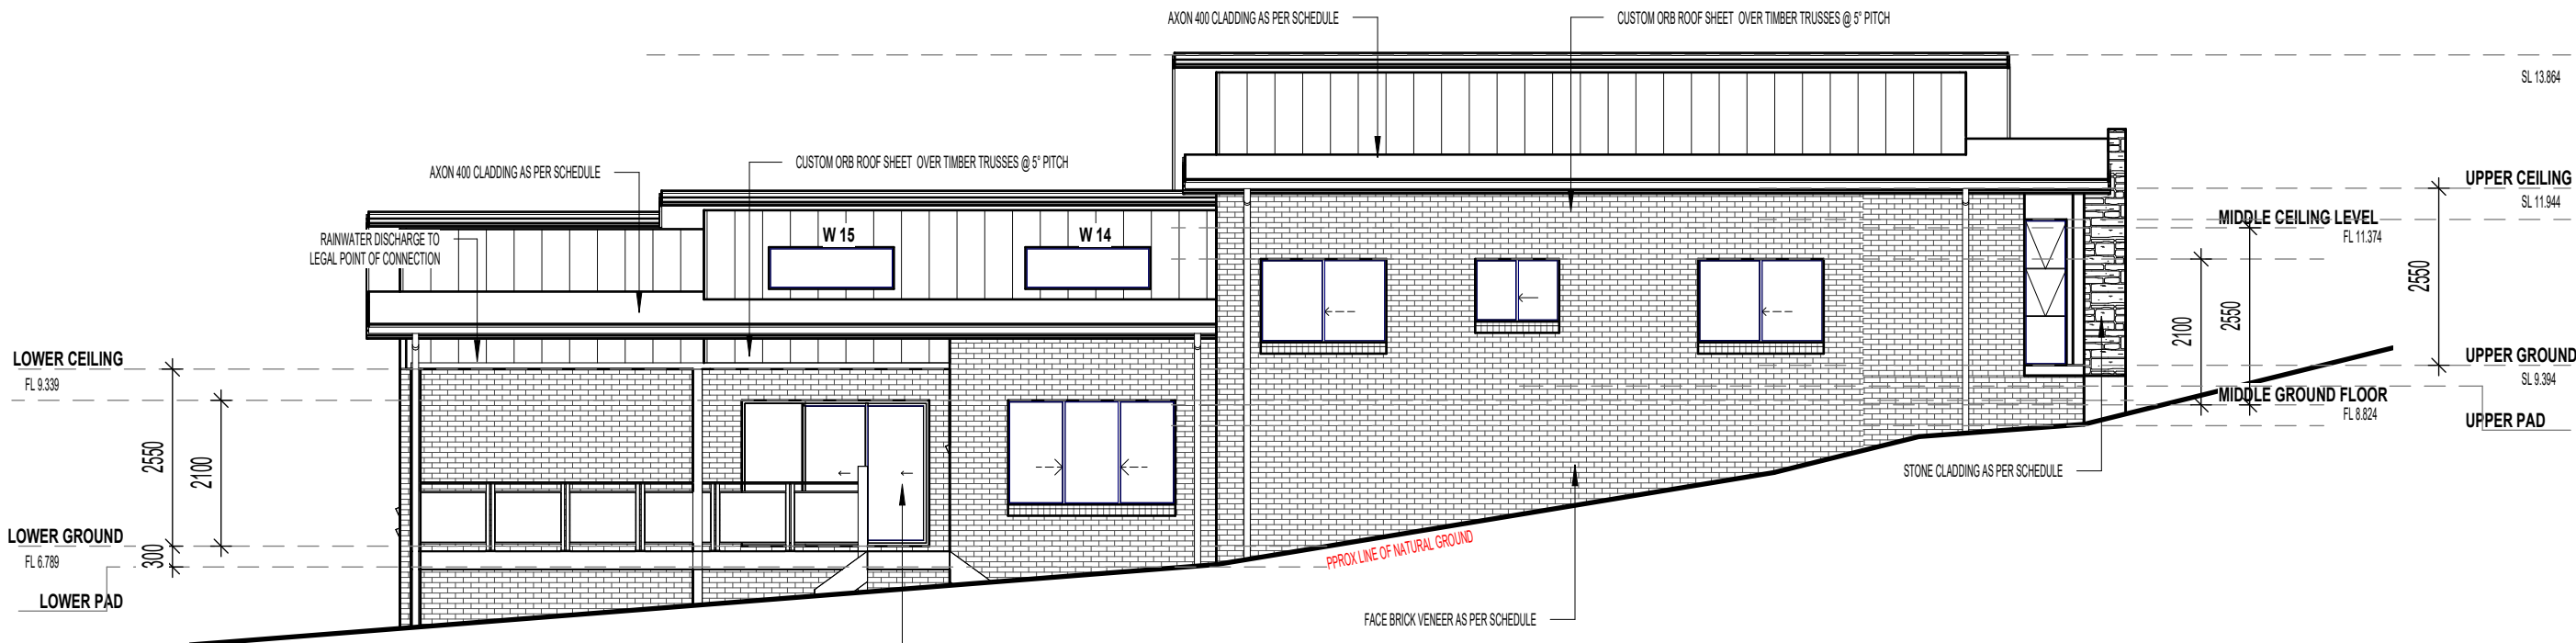 AXON 400 CLADDING AS PER SCHEDULE
CUSTOM ORB ROOF SHEET OVER TIMBER TRUSSES @ 5° PITCH
SL 13.864
AXON 400 CLADDING AS PER SCHEDULE
CUSTOM ORB ROOF SHEET OVER TIMBER TRUSSES @ 5° PITCH
UPPER CEILING
SL 11.944
MIDDLE CEILING LEVEL
FL 11.374
RAINWATER DISCHARGE TO
LEGAL POINT OF CONNECTION
W 15
W 14
2550
2550
2100
LOWER CEILING
FL 9.339
UPPER GROUND
SL 9.394
MIDDLE GROUND FLOOR
FL 8.824
UPPER PAD
2550
2100
STONE CLADDING AS PER SCHEDULE
LOWER GROUND
FL 6.789
300
PPROX LINE OF NATURAL GROUND
LOWER PAD
FACE BRICK VENEER AS PER SCHEDULE